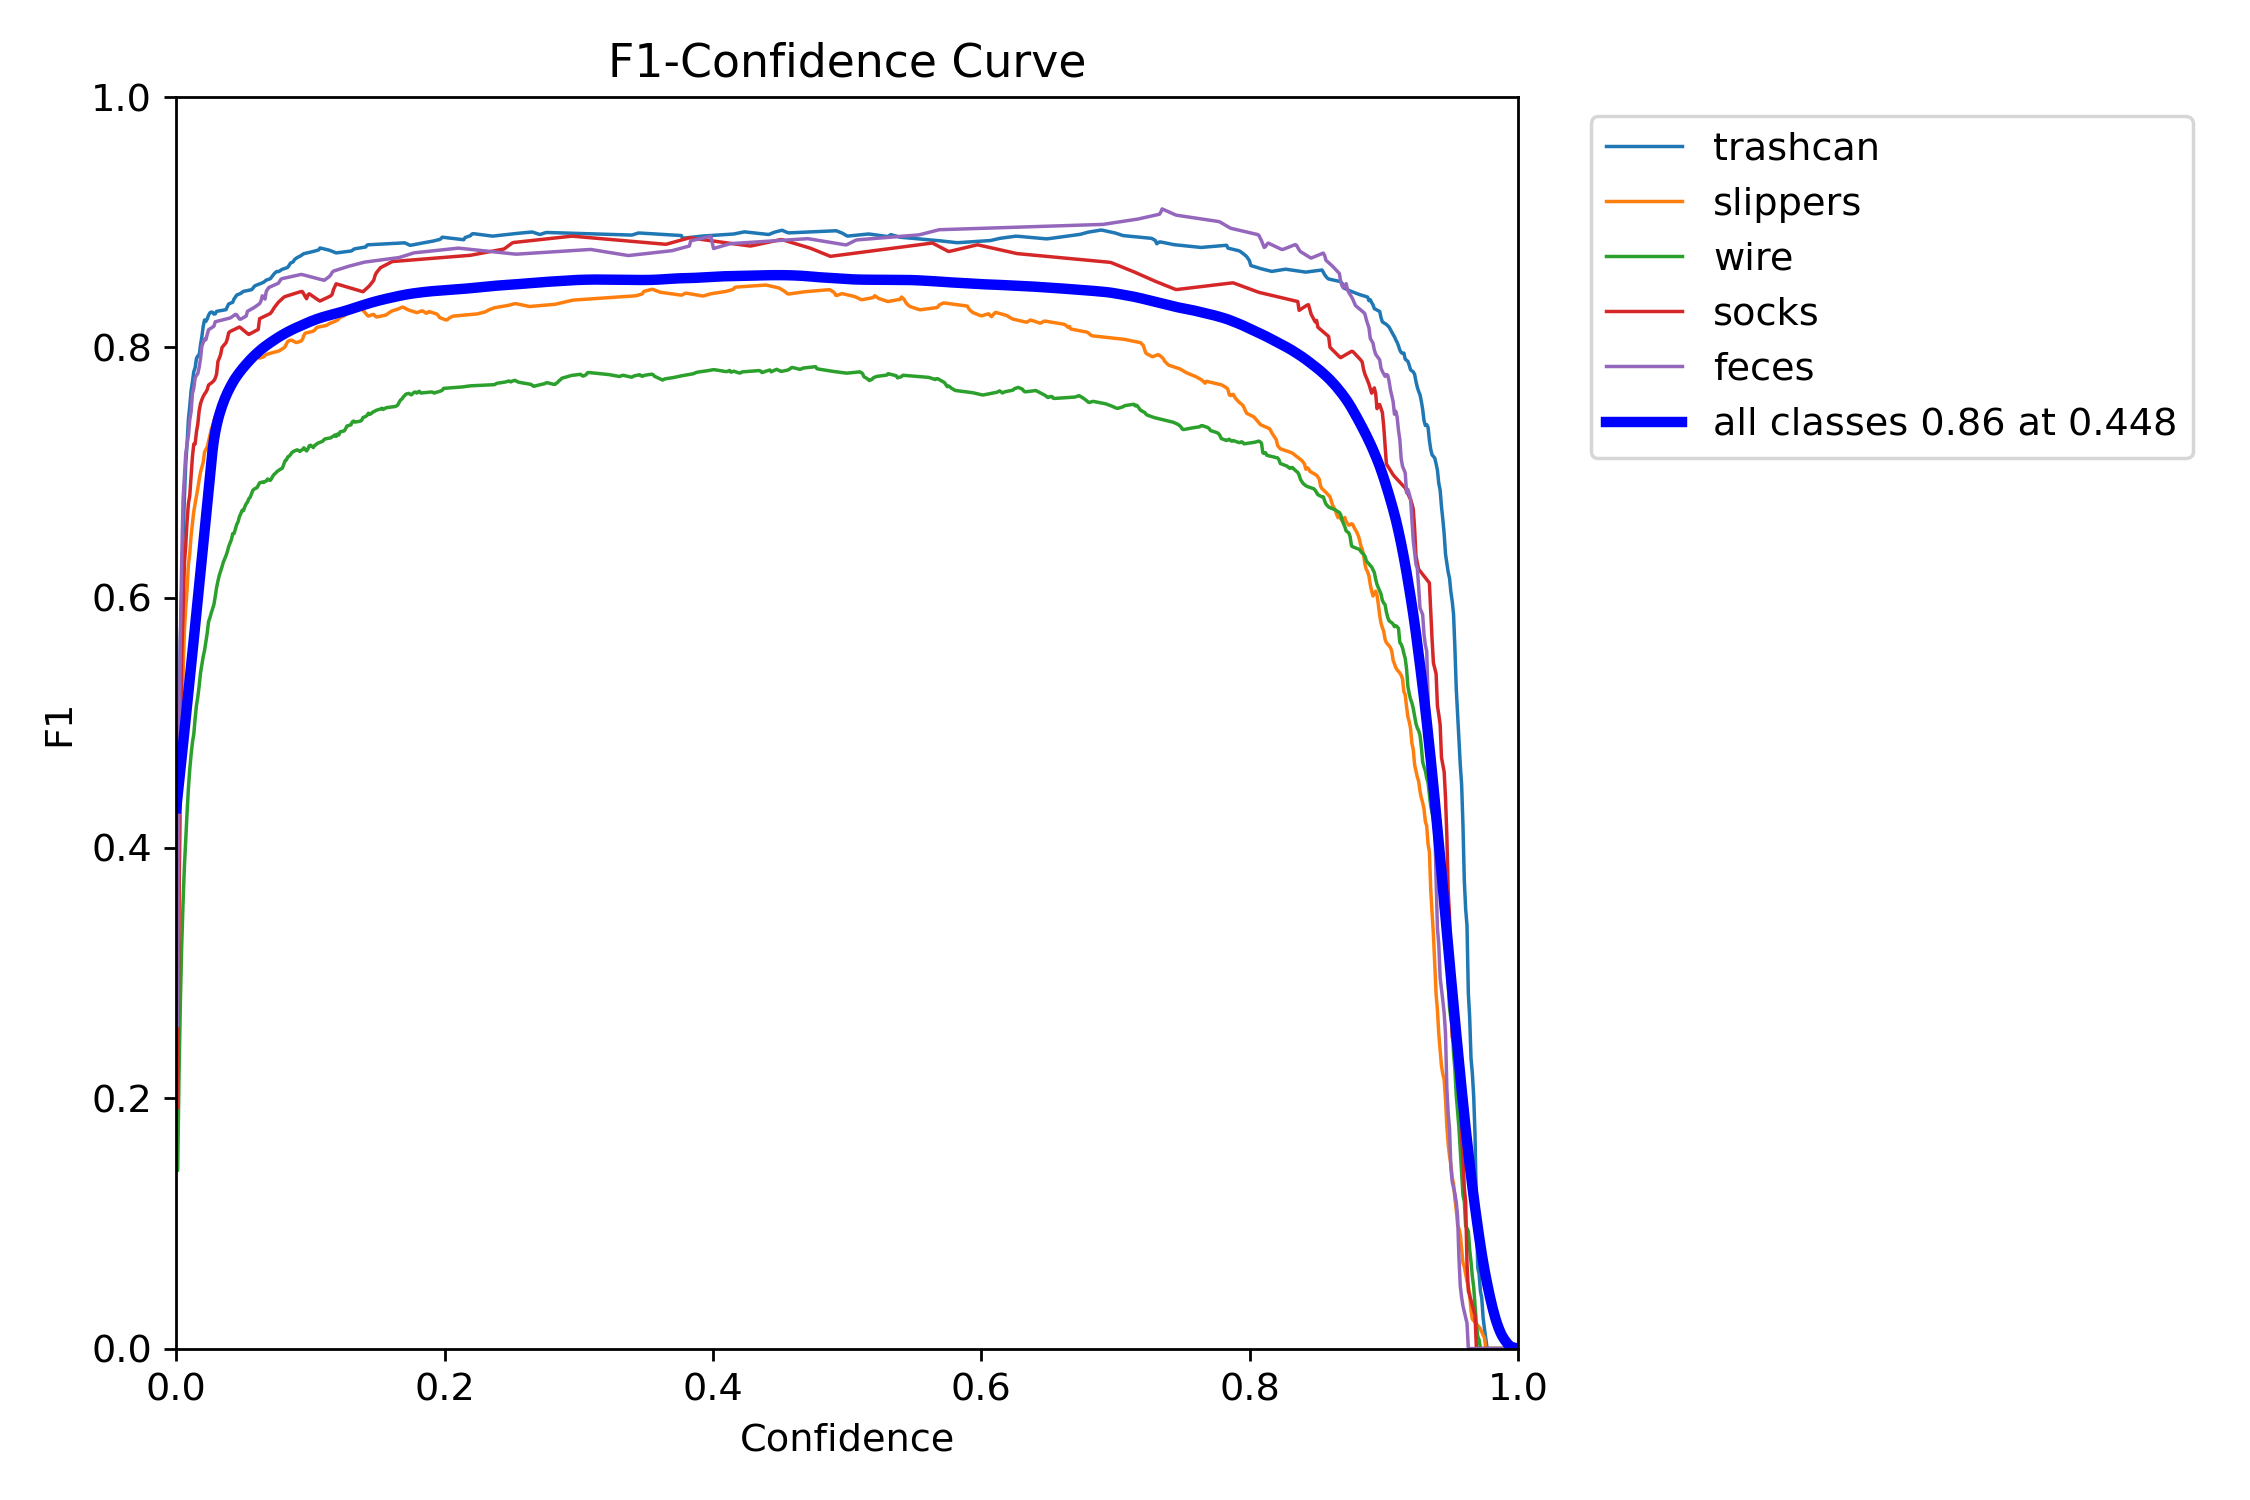 F1-Confidence Curve
1.0
0.8
0.6
0.4
0.2
0.0
F1
0.0 0.2 0.4 0.6 0.8 1.0
Confidence
trashcan
slippers
wire
socks
feces
all classes 0.86 at 0.448